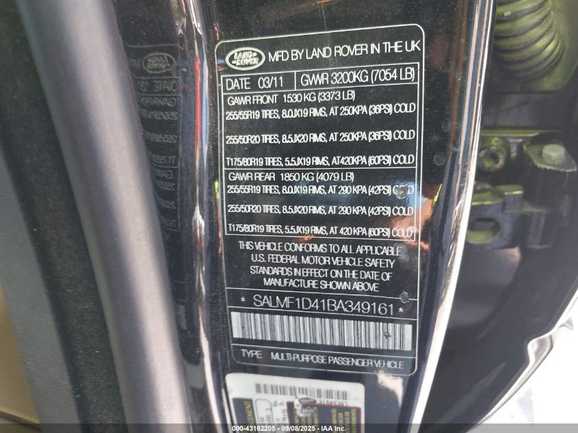 LAND ROVER
MFD BY LAND ROVER IN THE UK
DATE 03/11 GVWR 3200KG (7054 LB)
GAWR FRONT 1530 KG (3373 LB)
255/55R19 TIRES, 8.0JX19 RIMS, AT 250KPA (36PSI) COLD
255/50R20 TIRES, 8.5JX20 RIMS, AT 250KPA (36PSI) COLD
T175/80R19 TIRES, 5.5JX19 RIMS, AT 420KPA (60PSI) COLD
GAWR REAR 1850 KG (4079 LB)
255/55R19 TIRES, 8.0JX19 RIMS, AT 290 KPA (42PSI) COLD
255/50R20 TIRES, 8.5JX20 RIMS, AT 290 KPA (42PSI) COLD
T175/80R19 TIRES, 5.5JX19 RIMS, AT 420 KPA (60PSI) COLD
THIS VEHICLE CONFORMS TO ALL APPLICABLE
U.S. FEDERAL MOTOR VEHICLE SAFETY
STANDARDS IN EFFECT ON THE DATE OF
MANUFACTURE SHOWN ABOVE
* SALMF1D41BA349161 *
TYPE MULTI-PURPOSE PASSENGER VEHICLE
000-43162205 - 09/08/2025 - IAAI.COM